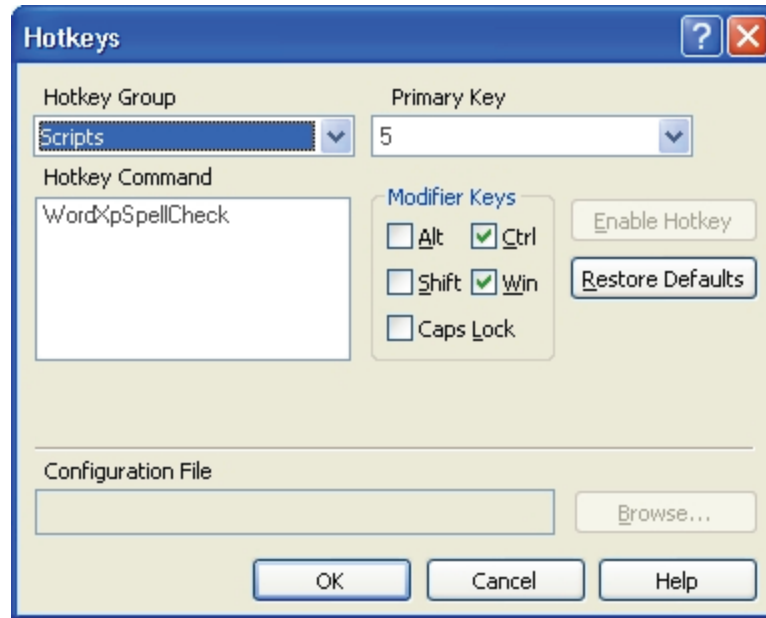 Hotkeys
Hotkey Group
Primary Key
Scripts
5
Hotkey Command
WordXpSpellCheck
Modifier Keys
Alt
Ctrl
Shift
Win
Caps Lock
Enable Hotkey
Restore Defaults
Configuration File
Browse...
OK
Cancel
Help